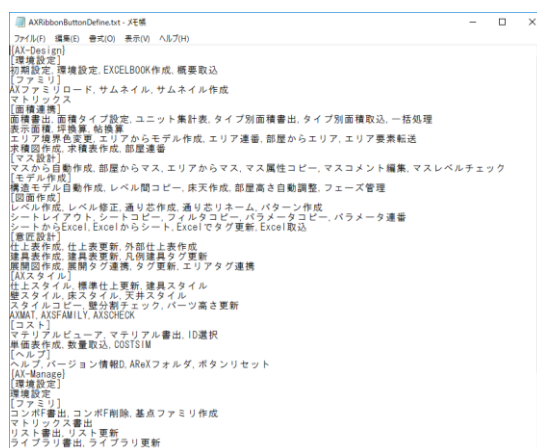 AXRibbonButtonDefine.txt - メモ帳
ファイル(F) 編集(E) 書式(O) 表示(V) ヘルプ(H)
{AX-Design}
[環境設定]
初期設定,環境設定,EXCELBOOK作成,概要取込
[ファミリ]
AXファミリロード,サムネイル,サムネイル作成
マトリックス
[面積連携]
面積書出,面積タイプ設定,ユニット集計表,タイプ別面積書出,タイプ別面積取込,一括処理
表示面積,坪換算,帖換算
エリア境界色変更,エリアからモデル作成,エリア連番,部屋からエリア,エリア要素転送
求積図作成,求積表作成,部屋連番
[マス設計]
マスから自動作成,部屋からマス,エリアからマス,マス属性コピー,マスコメント編集,マスレベルチェック
[モデル作成]
構造モデル自動作成,レベル間コピー,床天作成,部屋高さ自動調整,フェーズ管理
[図面作成]
レベル作成,レベル修正,通り芯作成,通り芯リネーム,パターン作成
シートレイアウト,シートコピー,フィルタコピー,パラメータコピー,パラメータ連番
シートからExcel,Excelからシート,Excelでタグ更新,Excel取込
[意匠設計]
仕上表作成,仕上表更新,外部仕上表作成
建具表作成,建具表更新,凡例建具タグ更新
展開図作成,展開タグ連携,タグ更新,エリアタグ連携
[AXスタイル]
仕上スタイル,標準仕上更新,建具スタイル
壁スタイル,床スタイル,天井スタイル
スタイルコピー,壁分割チェック,パーツ高さ更新
AXMAT,AXSFAMILY,AXSCHECK
[コスト]
マテリアルビューア,マテリアル書出,ID選択
単価表作成,数量取込,COSTSIM
[ヘルプ]
ヘルプ,バージョン情報D,AReXフォルダ,ボタンリセット
{AX-Manage}
[環境設定]
環境設定
[ファミリ]
コンボF書出,コンボF削除,基点ファミリ作成
マトリックス書出
リスト書出,リスト更新
ライブラリ書出,ライブラリ更新